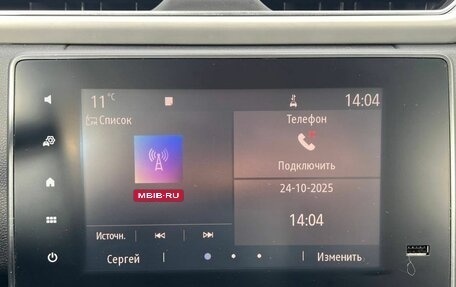 11 °C
14:04
Список
Телефон
Подключить
MBIB-RU
24-10-2025
14:04
Источн.
Сергей
Изменить